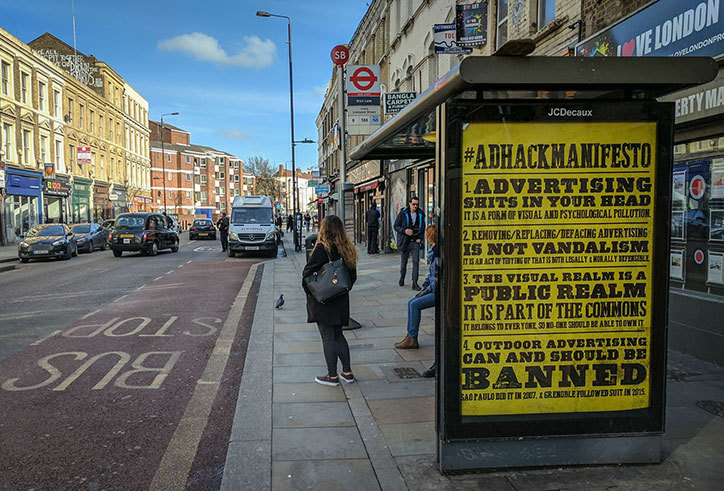 JCDecaux
#ADHACKMANIFESTO
1. ADVERTISING
SHITS IN YOUR HEAD
IT IS A FORM OF VISUAL AND PSYCHOLOGICAL POLLUTION.
2. REMOVING/REPLACING/DEFACING ADVERTISING
IS NOT VANDALISM
IT IS AN ACT OF TIDYING UP THAT IS BOTH LEGALLY & MORALLY DEFENSIBLE.
3. THE VISUAL REALM IS A
PUBLIC REALM
IT IS PART OF THE COMMONS
IT BELONGS TO EVERYONE, SO NO-ONE SHOULD BE ABLE TO OWN IT.
4. OUTDOOR ADVERTISING
CAN AND SHOULD BE
BANNED
SAO PAULO DID IT IN 2007, & GRENOBLE FOLLOWED SUIT IN 2015.
LOVE LONDON
BANGLA
SB
BUS
STOP